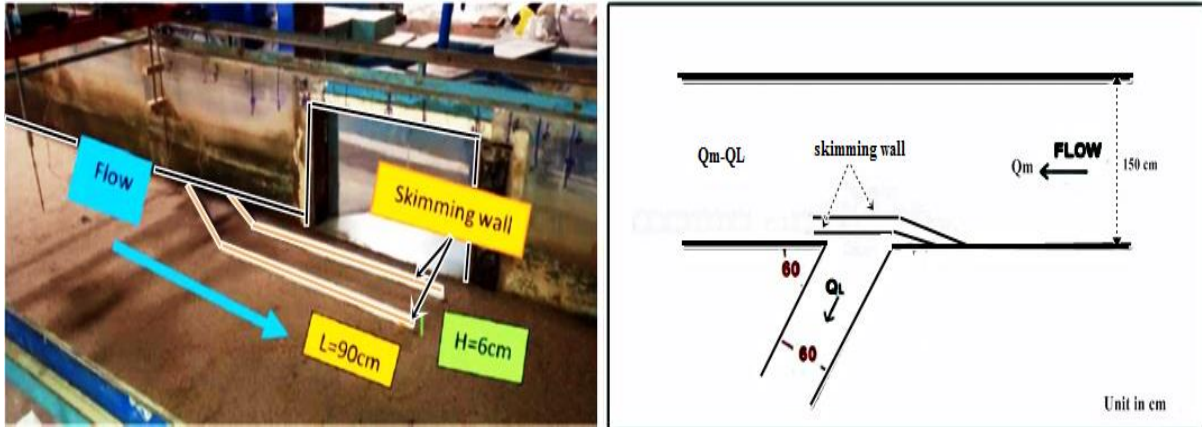 Flow
Skimming wall
L=90cm
H=6cm
Qm-QL
skimming wall
Qm
FLOW
150 cm
60
QL
60
Unit in cm